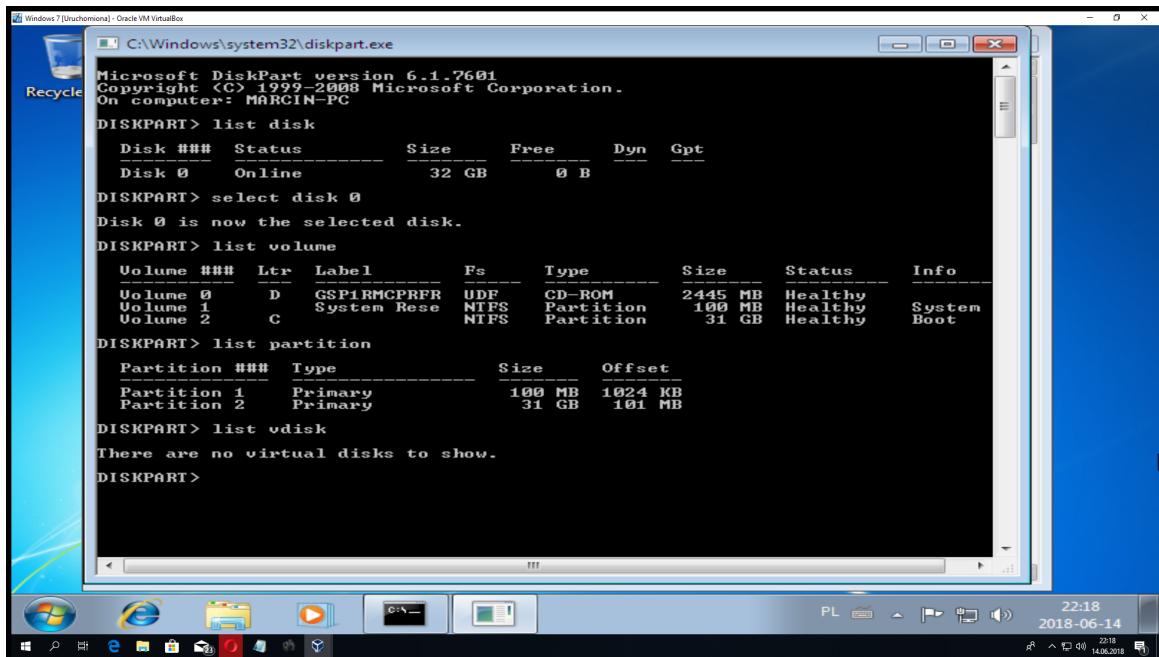 Windows 7 [Uruchomiona] - Oracle VM VirtualBox
C:\Windows\system32\diskpart.exe
Recycle
Microsoft DiskPart version 6.1.7601
Copyright (C) 1999-2008 Microsoft Corporation.
On computer: MARCIN-PC
DISKPART> list disk
Disk ### Status Size Free Dyn Gpt
-------- ------------- ------- ------- --- ---
Disk 0 Online 32 GB 0 B
DISKPART> select disk 0
Disk 0 is now the selected disk.
DISKPART> list volume
Volume ### Ltr Label Fs Type Size Status Info
---------- --- ----------- ----- ---------- ------- --------- --------
Volume 0 D GSP1RMCPRFR UDF CD-ROM 2445 MB Healthy
Volume 1 System Rese NTFS Partition 100 MB Healthy System
Volume 2 C NTFS Partition 31 GB Healthy Boot
DISKPART> list partition
Partition ### Type Size Offset
------------- ---------------- ------- -------
Partition 1 Primary 100 MB 1024 KB
Partition 2 Primary 31 GB 101 MB
DISKPART> list vdisk
There are no virtual disks to show.
DISKPART>
C:\
PL
22:18
2018-06-14
23
22:18
14.06.2018